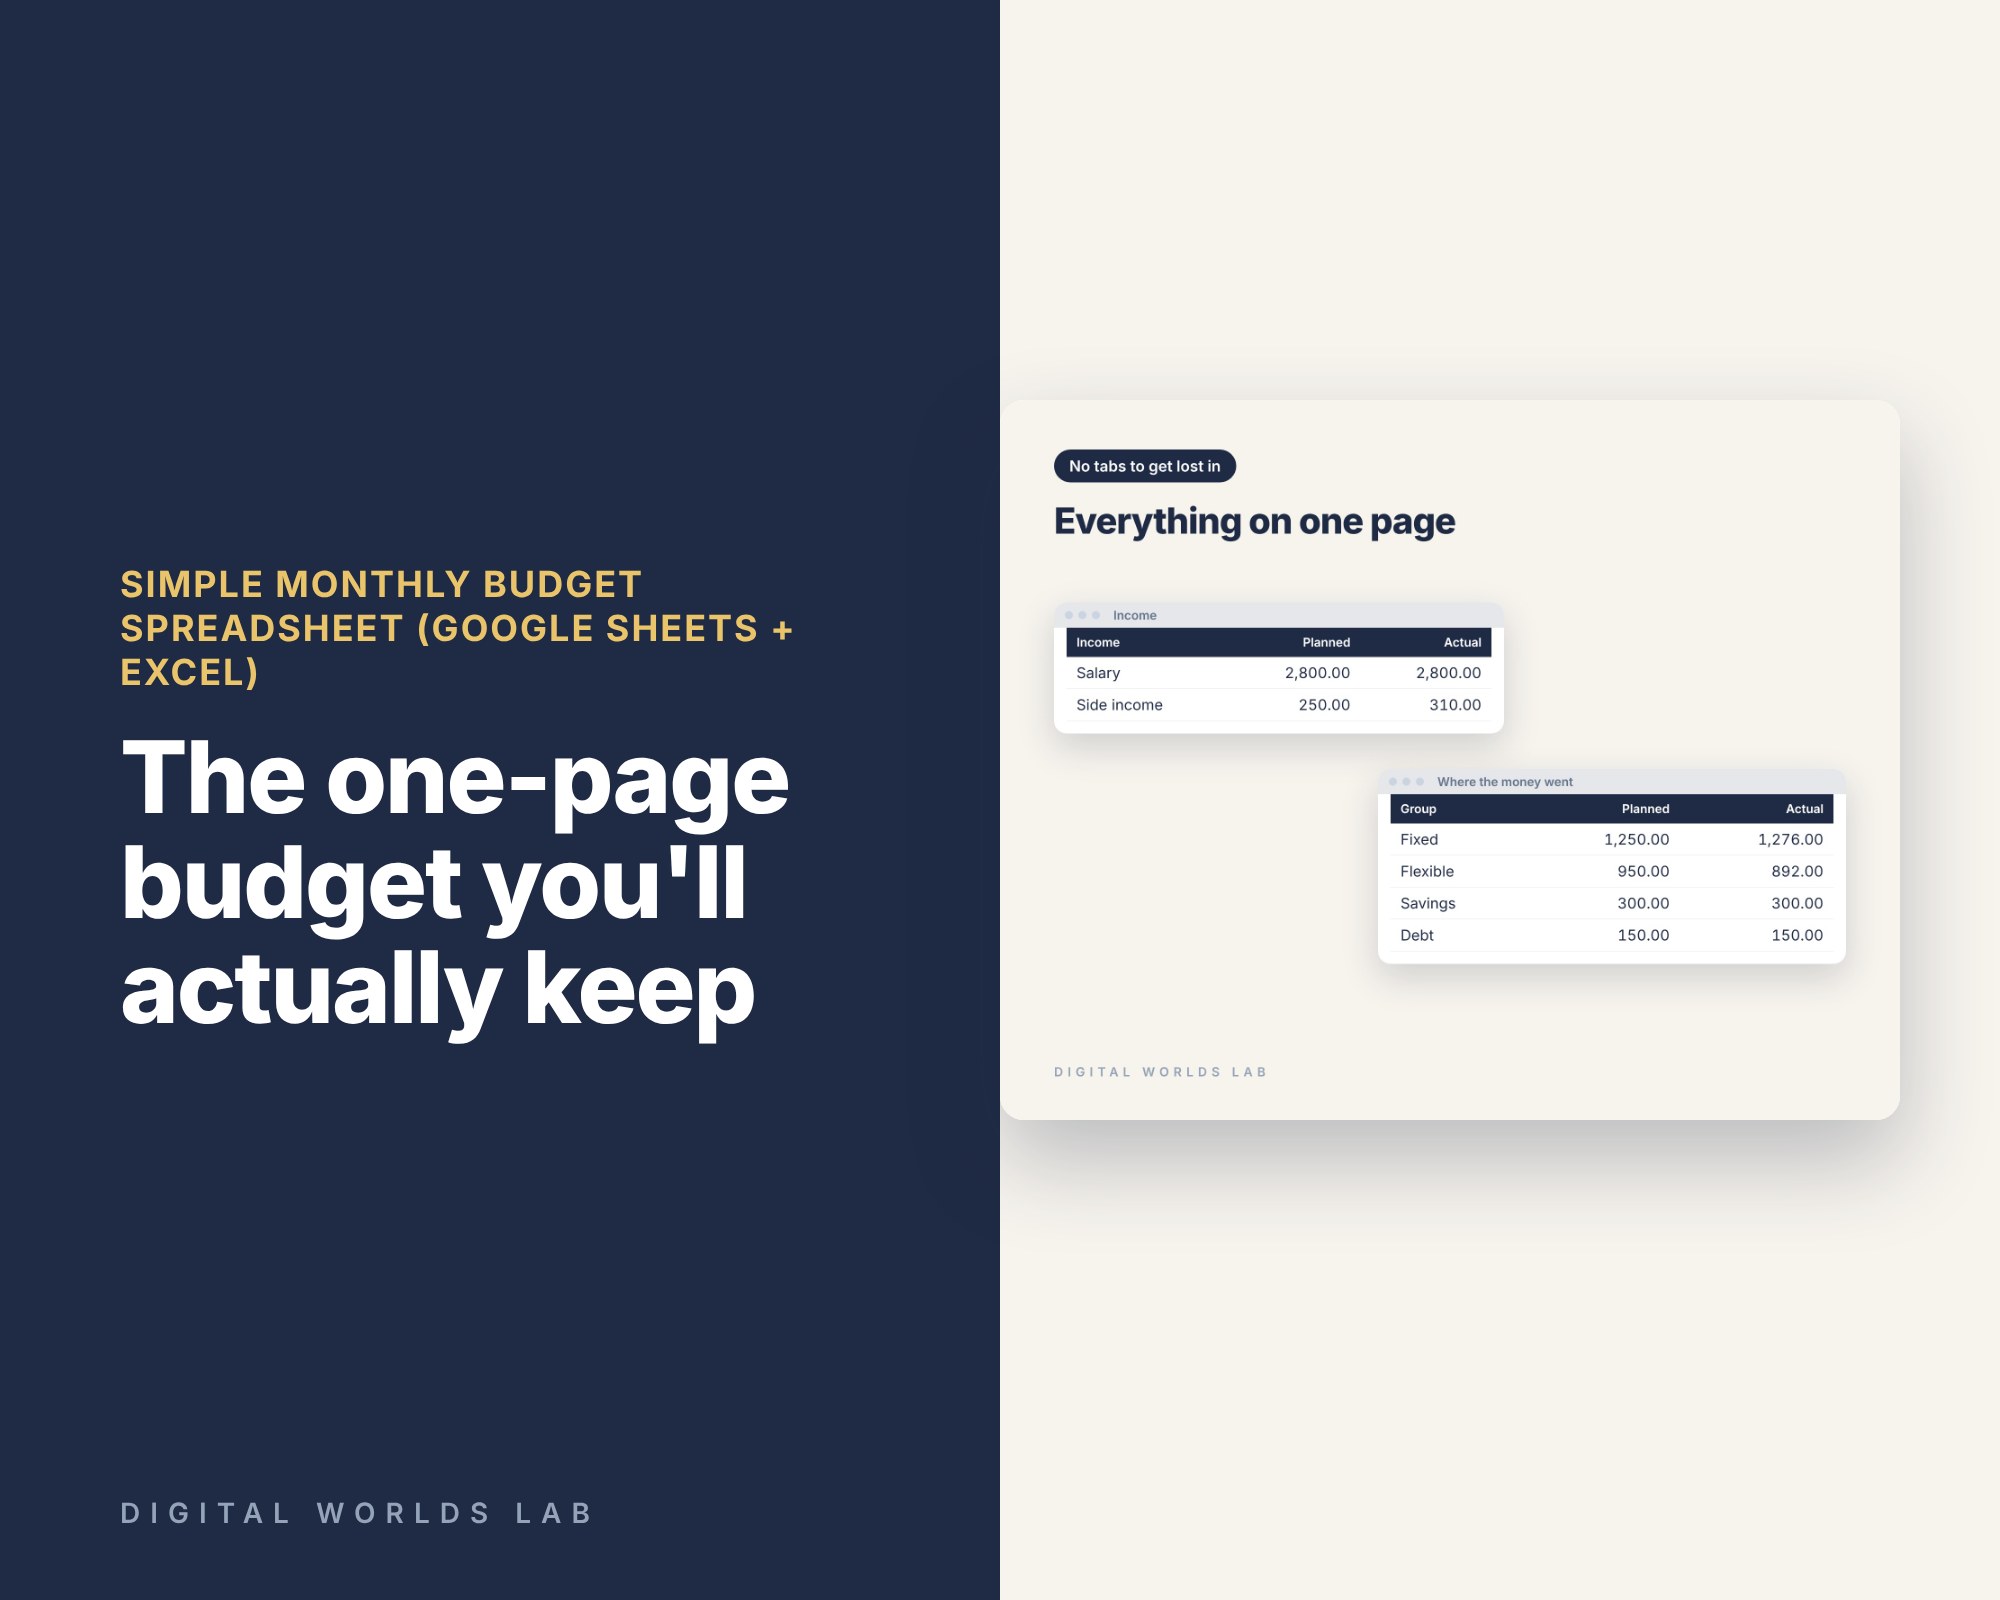 SIMPLE MONTHLY BUDGET
SPREADSHEET (GOOGLE SHEETS +
EXCEL)
The one-page
budget you'll
actually keep
DIGITAL WORLDS LAB
No tabs to get lost in
Everything on one page
Income
Income Planned Actual
Salary 2,800.00 2,800.00
Side income 250.00 310.00
Where the money went
Group Planned Actual
Fixed 1,250.00 1,276.00
Flexible 950.00 892.00
Savings 300.00 300.00
Debt 150.00 150.00
DIGITAL WORLDS LAB